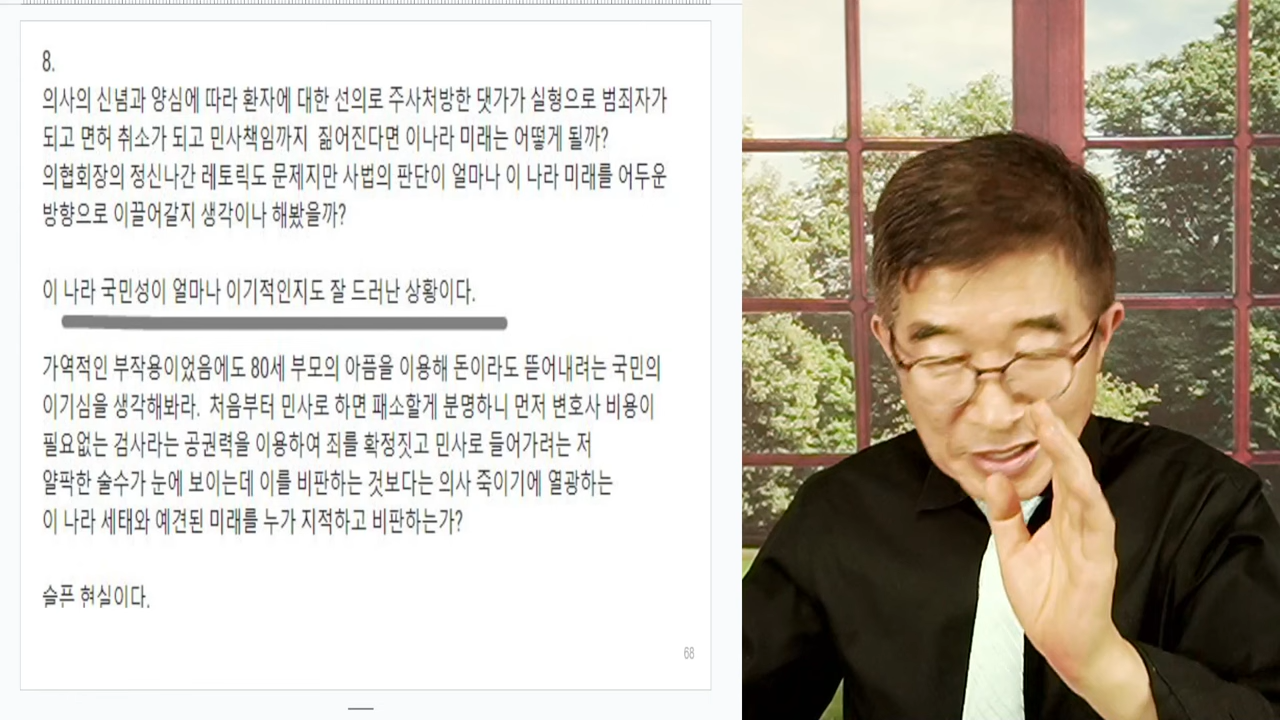 8.
의사의 신념과 양심에 따라 환자에 대한 선의로 주사처방한 댓가가 실형으로 범죄자가
되고 면허 취소가 되고 민사책임까지 짊어진다면 이나라 미래는 어떻게 될까?
의협회장의 정신나간 레토릭도 문제지만 사법의 판단이 얼마나 이 나라 미래를 어두운
방향으로 이끌어갈지 생각이나 해봤을까?
이 나라 국민성이 얼마나 이기적인지도 잘 드러난 상황이다.
가역적인 부작용이었음에도 80세 부모의 아픔을 이용해 돈이라도 뜯어내려는 국민의
이기심을 생각해봐라. 처음부터 민사로 하면 패소할게 분명하니 먼저 변호사 비용이
필요없는 검사라는 공권력을 이용하여 죄를 확정짓고 민사로 들어가려는 저
얄팍한 술수가 눈에 보이는데 이를 비판하는 것보다는 의사 죽이기에 열광하는
이 나라 세태와 예견된 미래를 누가 지적하고 비판하는가?
슬픈 현실이다.
68